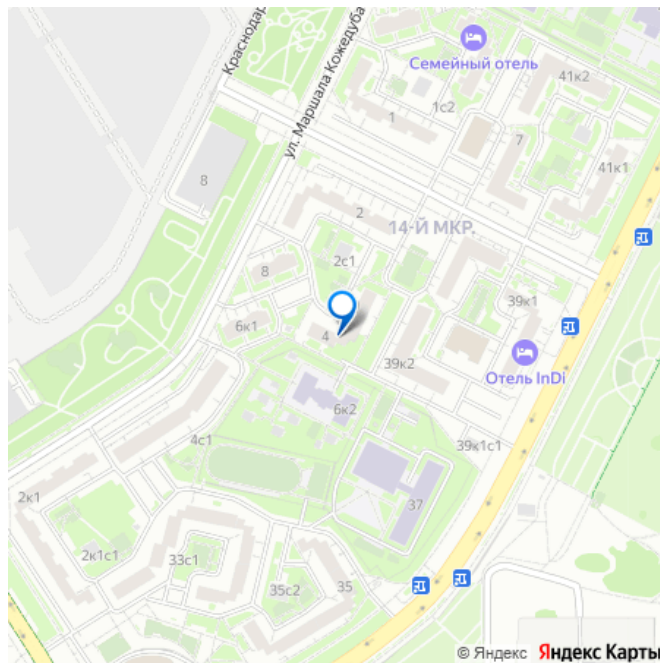 Краснодар
Семейный отель
41к2
ул. Маршала Кожедуба
1с2
1
7
8
41к1
2
14-Й МКР.
2с1
8
39к1
6к1
4
39к2
Отель InDi
6к2
4с1
39к1с1
2к1
37
2к1с1
33с1
35с2
35
© Яндекс Яндекс Карты